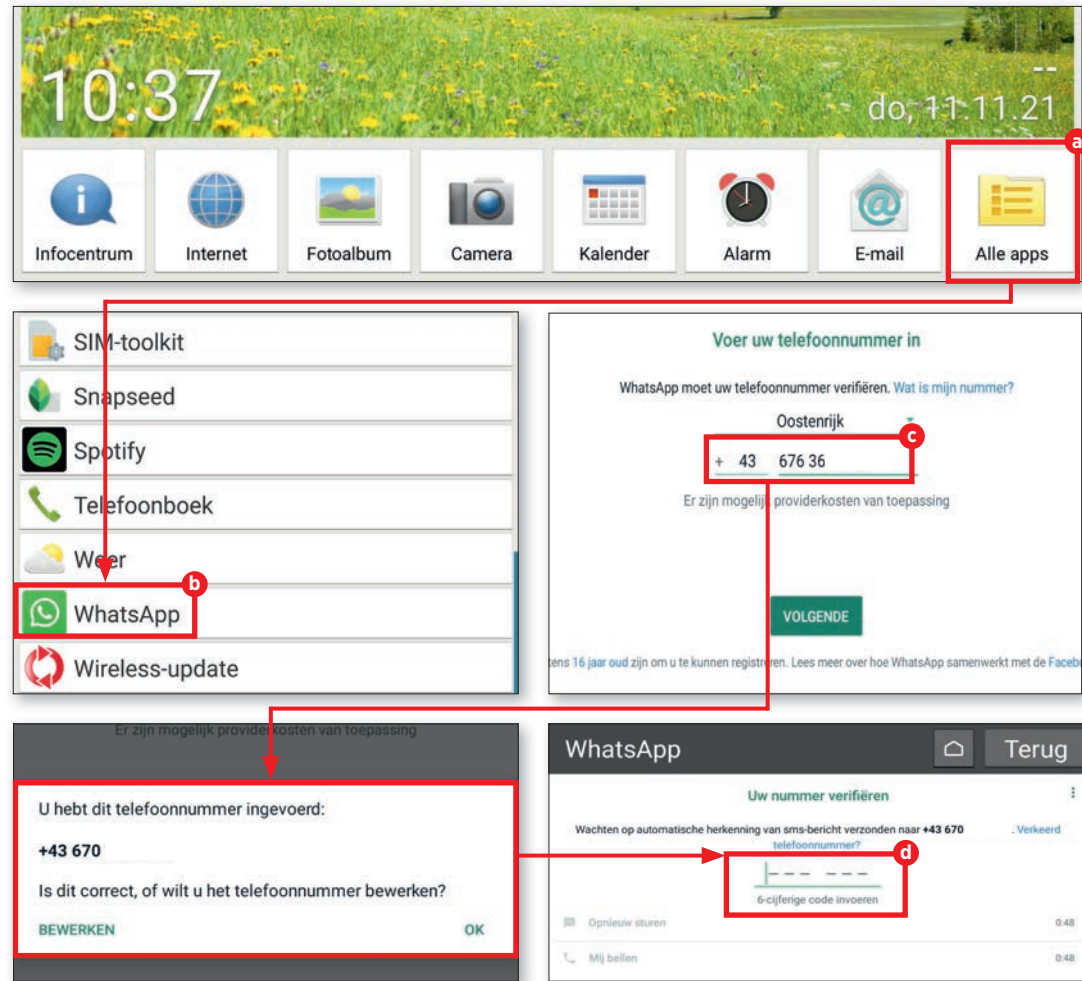 10:37
--
do, 11.11.21
a
Infocentrum
Internet
Fotoalbum
Camera
Kalender
Alarm
E-mail
Alle apps
SIM-toolkit
Snapseed
Spotify
Telefoonboek
Weer
b
WhatsApp
Wireless-update
Voer uw telefoonnummer in
WhatsApp moet uw telefoonnummer verifiëren. Wat is mijn nummer?
Oostenrijk
c
+ 43 676 36
Er zijn mogelijk providerkosten van toepassing
VOLGENDE
tens 16 jaar oud zijn om u te kunnen registreren. Lees meer over hoe WhatsApp samenwerkt met de Facebo
Er zijn mogelijk providerkosten van toepassing
U hebt dit telefoonnummer ingevoerd:
+43 670
Is dit correct, of wilt u het telefoonnummer bewerken?
BEWERKEN OK
WhatsApp
Terug
Uw nummer verifiëren
Wachten op automatische herkenning van sms-bericht verzonden naar +43 670 . Verkeerd
telefoonnummer?
d
--- ---
6-cijferige code invoeren
Opnieuw sturen 0:48
Mij bellen 0:48